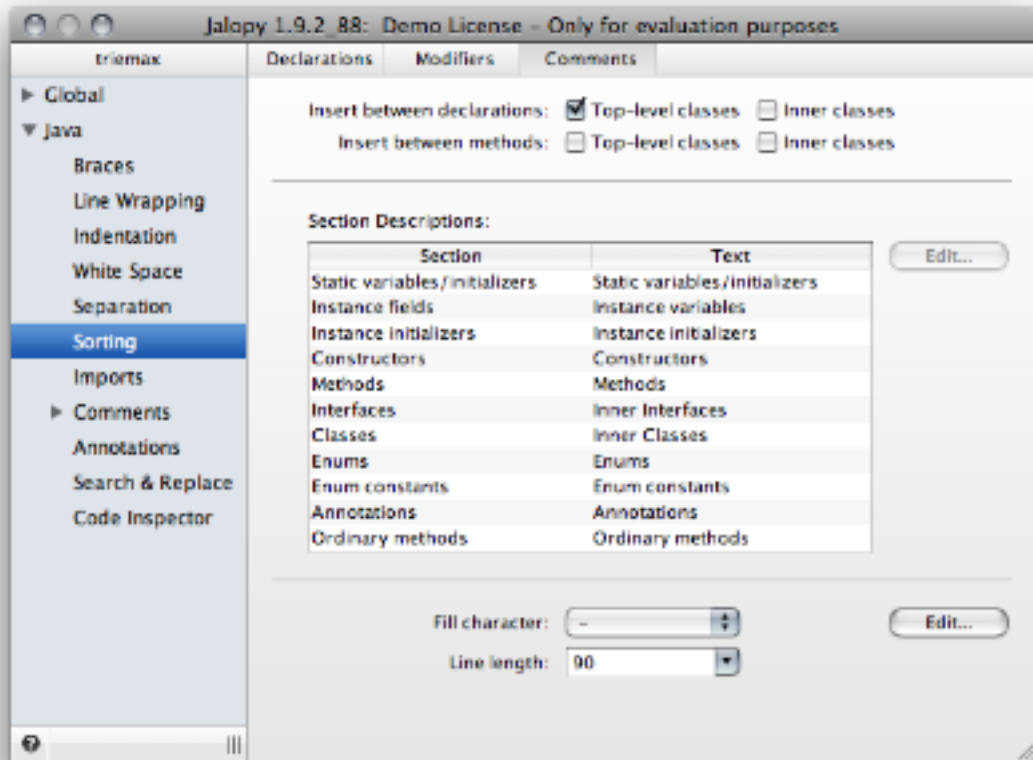 Jalopy 1.9.2_88: Demo License – Only for evaluation purposes
triemax
Declarations Modifiers Comments
Global
Java
Braces
Line Wrapping
Indentation
White Space
Separation
Sorting
Imports
Comments
Annotations
Search & Replace
Code Inspector
Insert between declarations: Top-level classes Inner classes
Insert between methods: Top-level classes Inner classes
Section Descriptions:
Section Text
Static variables/initializers Static variables/initializers
Instance fields Instance variables
Instance initializers Instance initializers
Constructors Constructors
Methods Methods
Interfaces Inner Interfaces
Classes Inner Classes
Enums Enums
Enum constants Enum constants
Annotations Annotations
Ordinary methods Ordinary methods
Edit...
Fill character: -
Edit...
Line length: 90